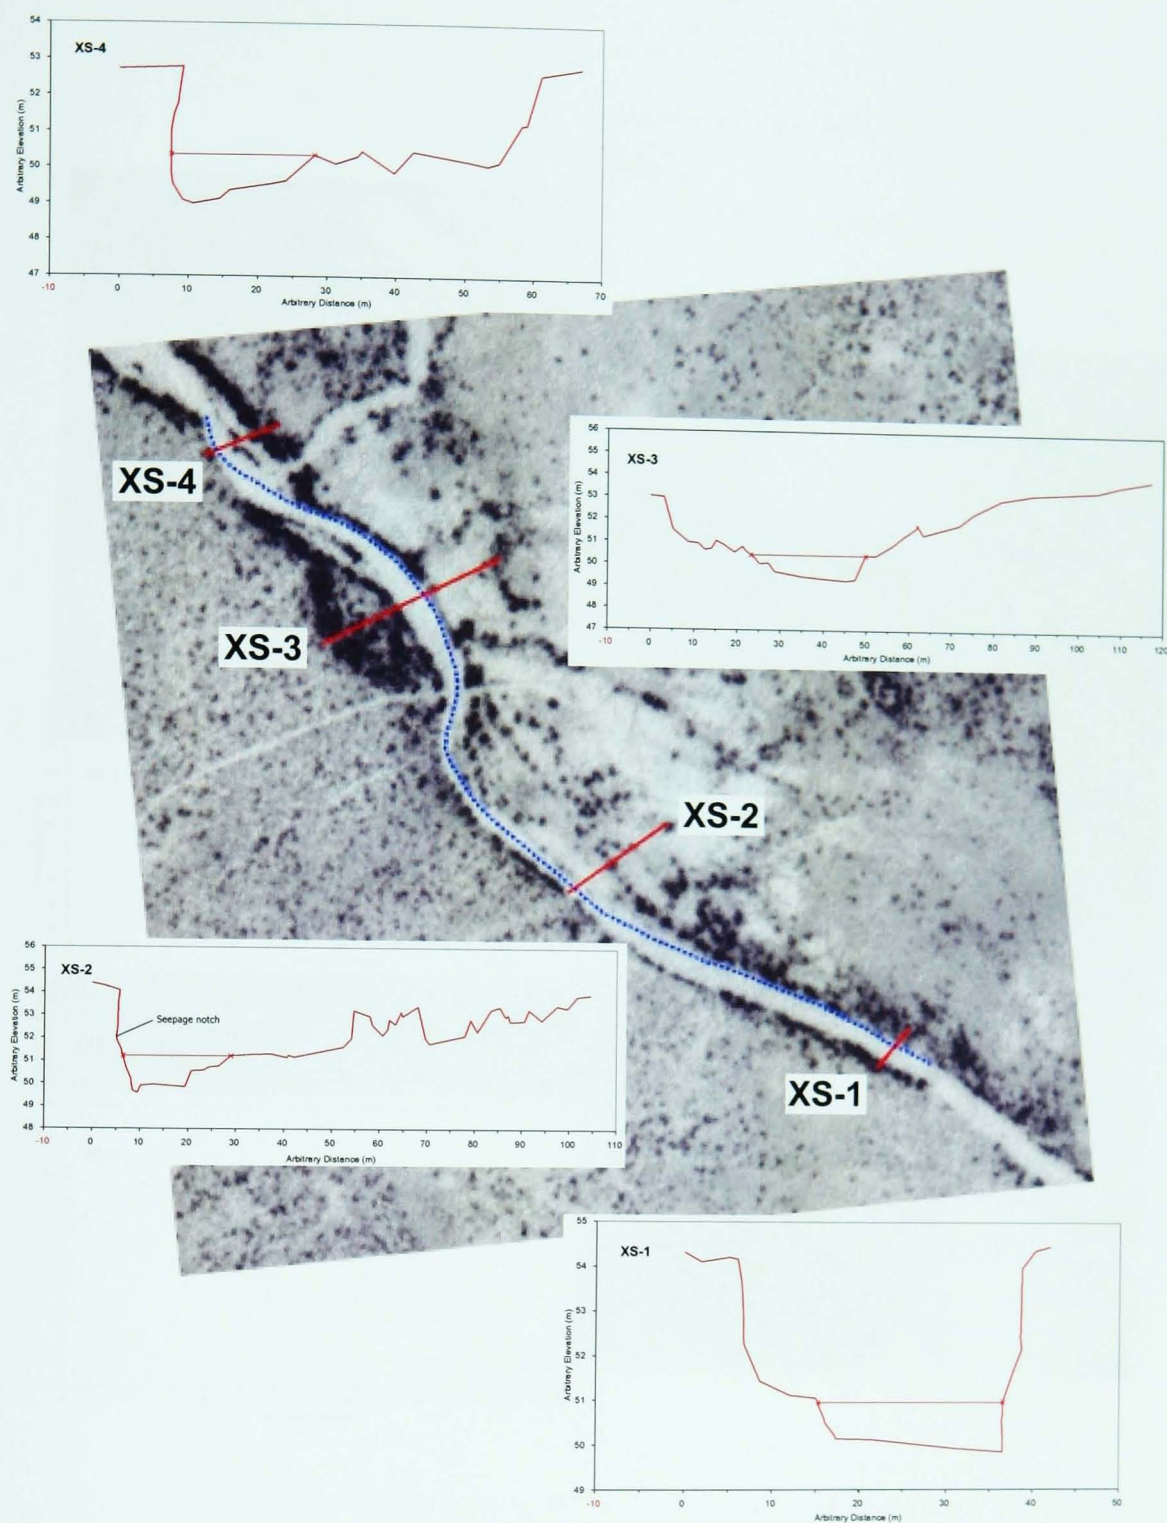 54
XS-4
53
52
51
50
49
48
47
Arbitrary Elevation (m)
-10 0 10 20 30 40 50 60 70
Arbitrary Distance (m)
XS-4
56
XS-3
55
54
53
52
51
50
49
48
47
Arbitrary Elevation (m)
-10 0 10 20 30 40 50 60 70 80 90 100 110 120
Arbitrary Distance (m)
XS-3
XS-2
56
XS-2
55
54
53
52
51
50
49
48
Arbitrary Elevation (m)
Seepage notch
-10 0 10 20 30 40 50 60 70 80 90 100 110
Arbitrary Distance (m)
XS-1
55
XS-1
54
53
52
51
50
49
Arbitrary Elevation (m)
-10 0 10 20 30 40 50
Arbitrary Distance (m)